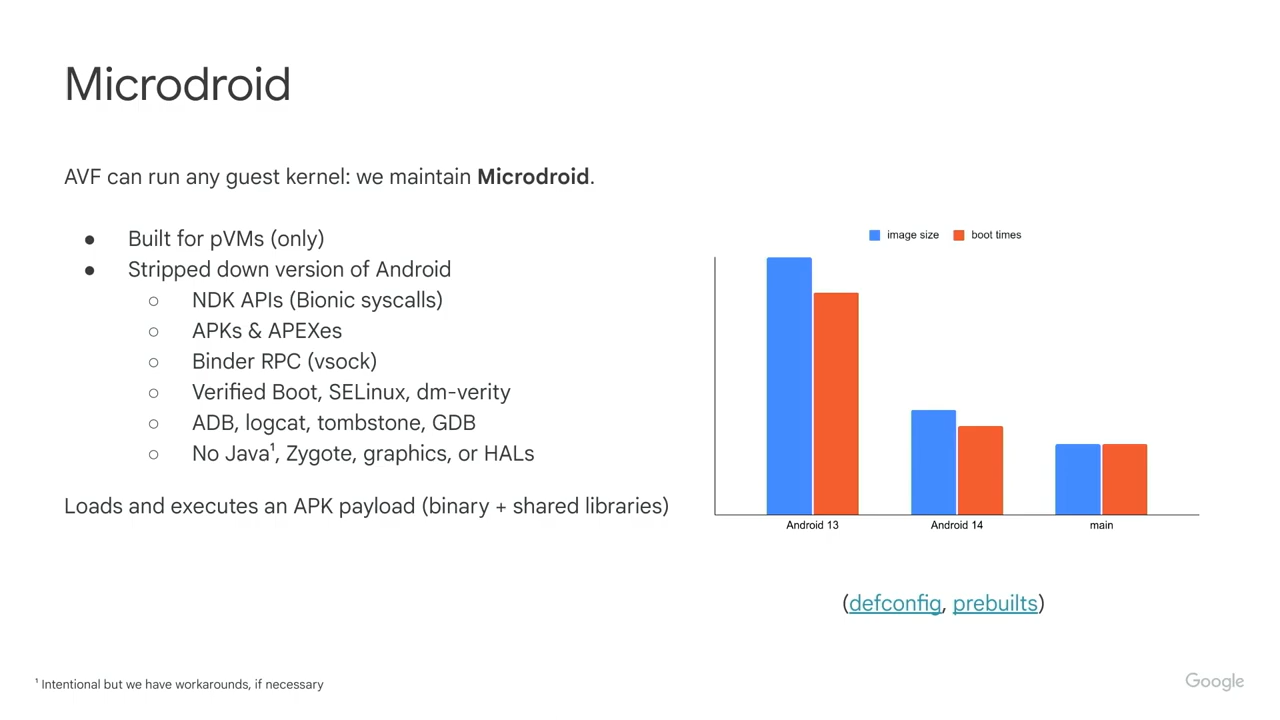 Microdroid
AVF can run any guest kernel: we maintain Microdroid.
● Built for pVMs (only)
● Stripped down version of Android
○ NDK APIs (Bionic syscalls)
○ APKs & APEXes
○ Binder RPC (vsock)
○ Verified Boot, SELinux, dm-verity
○ ADB, logcat, tombstone, GDB
○ No Java¹, Zygote, graphics, or HALs
Loads and executes an APK payload (binary + shared libraries)
image size boot times
Android 13 Android 14 main
(defconfig, prebuilts)
¹ Intentional but we have workarounds, if necessary
Google